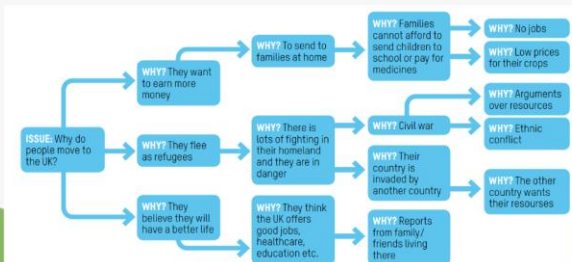 ISSUE: Why do
people move to
the UK?
WHY? They want
to earn more
money
WHY? To send to
families at home
WHY? Families
cannot afford to
send children to
school or pay for
medicines
WHY? No jobs
WHY? Low prices
for their crops
WHY? They flee
as refugees
WHY? There is
lots of fighting in
their homeland
and they are in
danger
WHY? Civil war
WHY? Arguments
over resources
WHY? Ethnic
conflict
WHY? Their
country is
invaded by
another country
WHY? The other
country wants
their resourses
WHY? They
believe they will
have a better life
WHY? They think
the UK offers
good jobs,
healthcare,
education etc.
WHY? Reports
from family/
friends living
there